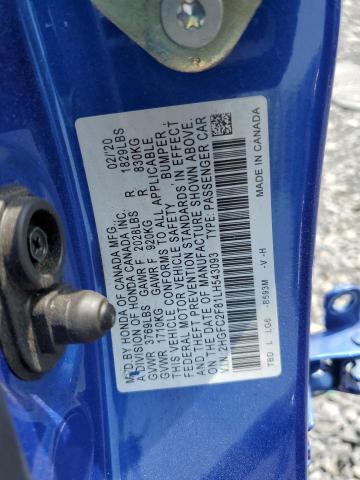 MFD BY HONDA OF CANADA MFG. 02/'20
A DIVISION OF HONDA CANADA INC.
GVWR 3769LBS GAWR F 2028LBS R 1829LBS
GVWR 1710KG GAWR F 920KG R 830KG
THIS VEHICLE CONFORMS TO ALL APPLICABLE
FEDERAL MOTOR VEHICLE SAFETY, BUMPER,
AND THEFT PREVENTION STANDARDS IN EFFECT
ON THE DATE OF MANUFACTURE SHOWN ABOVE.
V.I.N.:2HGFC2F81LH543093 TYPE: PASSENGER CAR
TBD L LG6 -B593M -V -H MADE IN CANADA